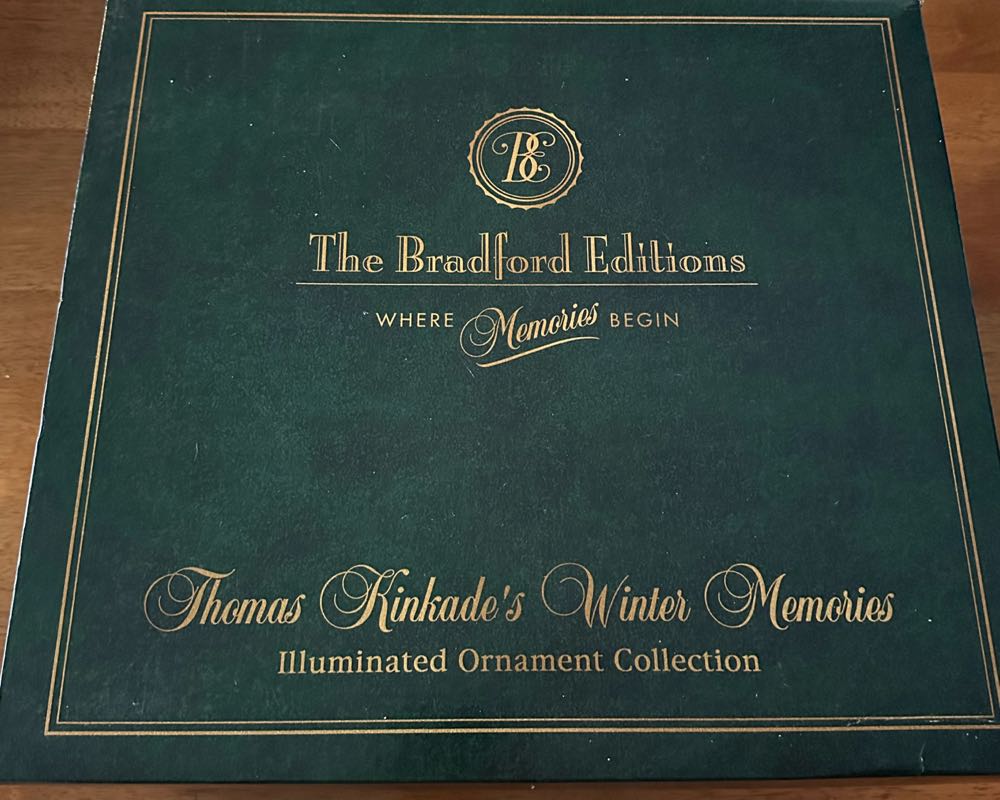 BE
The Bradford Editions
WHERE Memories BEGIN
Thomas Kinkade's Winter Memories
Illuminated Ornament Collection